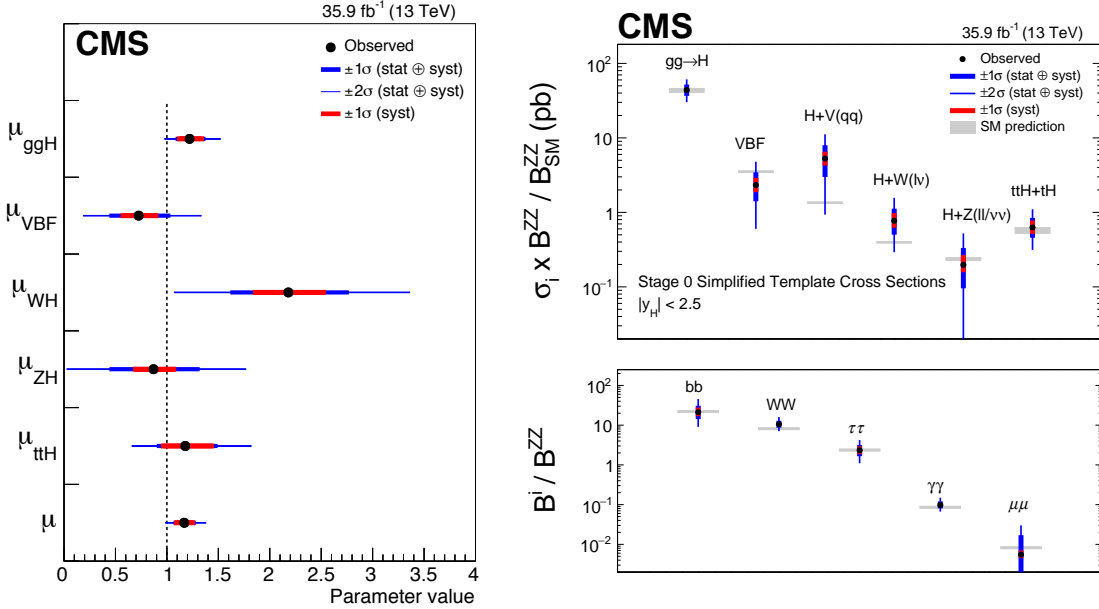 35.9 fb⁻¹ (13 TeV)
CMS
Observed
±1σ (stat ⊕ syst)
±2σ (stat ⊕ syst)
±1σ (syst)
μggH
μVBF
μWH
μZH
μttH
μ
0 0.5 1 1.5 2 2.5 3 3.5 4
Parameter value
CMS
35.9 fb⁻¹ (13 TeV)
σi x B^ZZ / B^ZZ_SM (pb)
10²
10
1
10⁻¹
gg→H
VBF
H+V(qq)
H+W(lν)
H+Z(ll/νν)
ttH+tH
Observed
±1σ (stat ⊕ syst)
±2σ (stat ⊕ syst)
±1σ (syst)
SM prediction
Stage 0 Simplified Template Cross Sections
|yH| < 2.5
B^i / B^ZZ
10²
10
1
10⁻¹
10⁻²
bb
WW
ττ
γγ
μμ